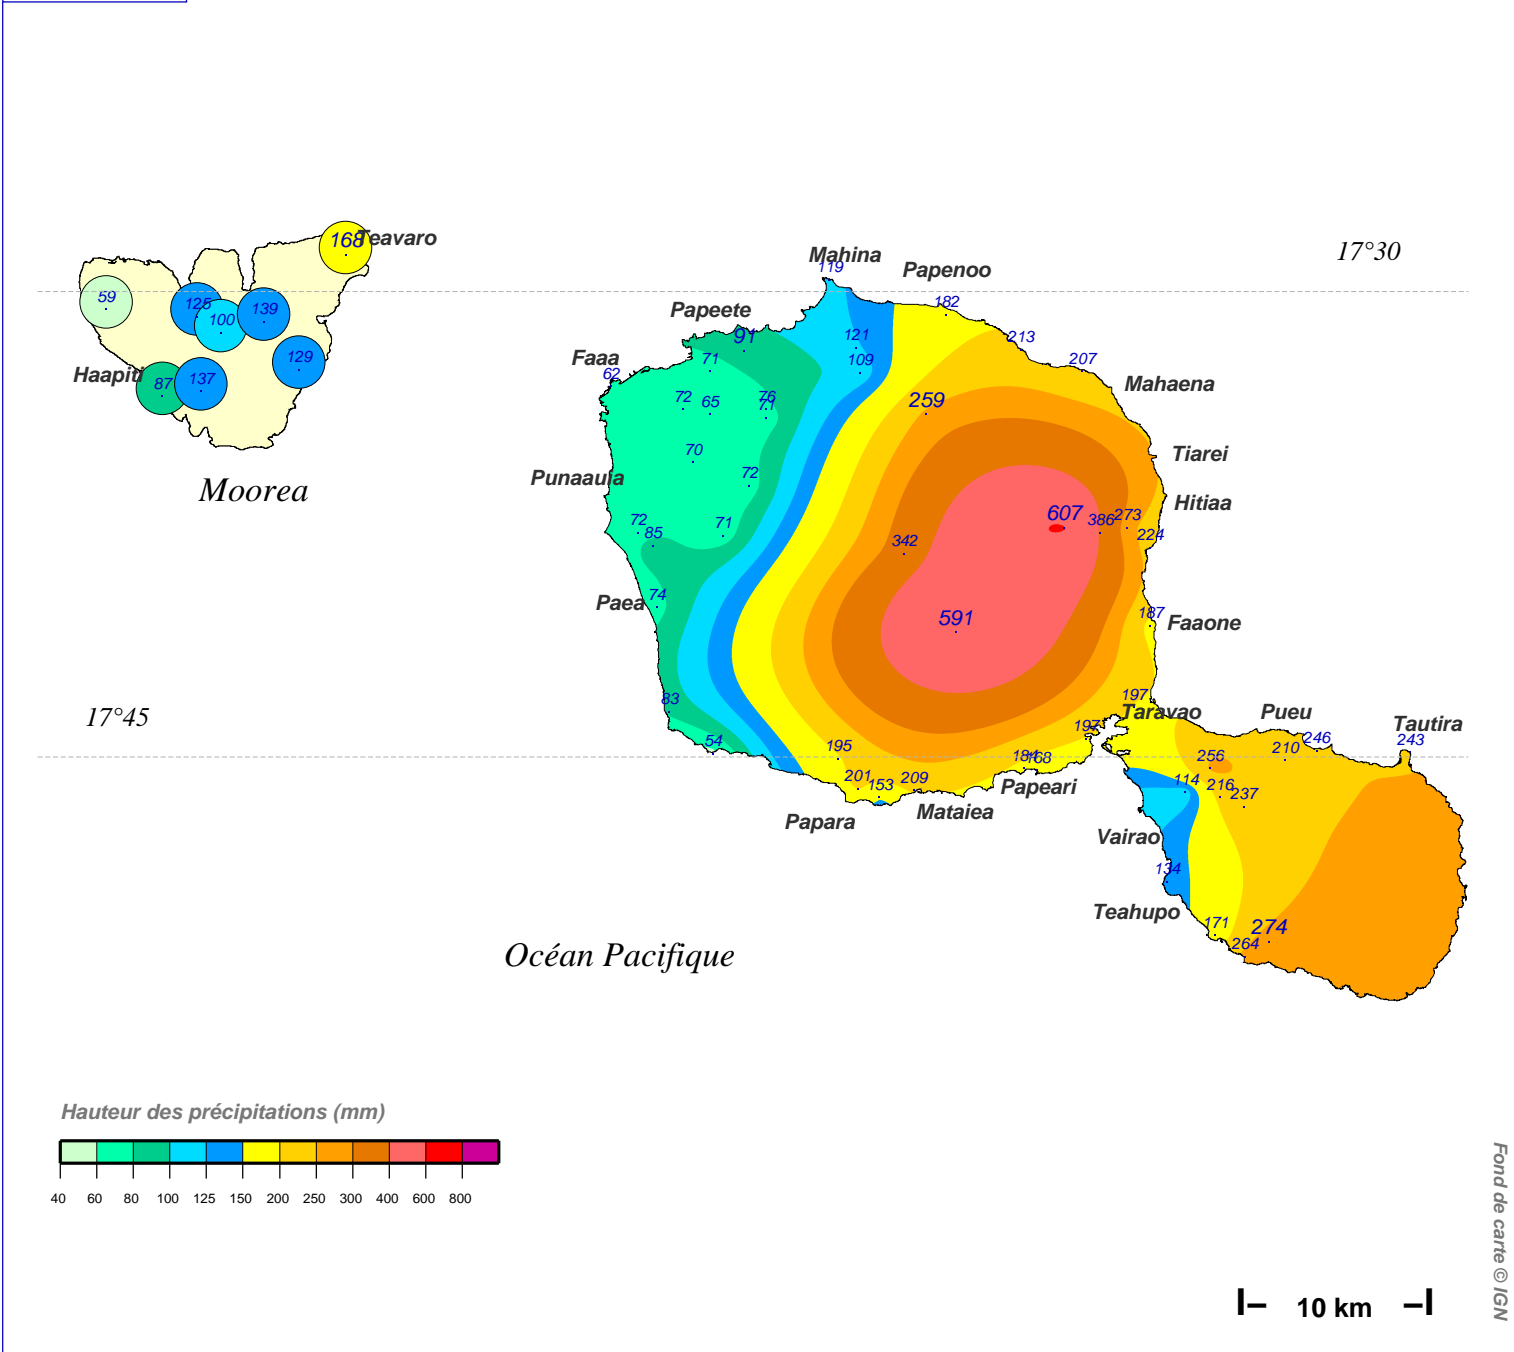 17°30
Mahina
119
Papenoo
182
168
Teavaro
59
125
100
139
129
Haapiti
87
137
Moorea
Papeete
91
Faaa
62
71
72
65
76
71
70
72
Punaauia
72
85
71
Paea
74
83
54
121
109
213
207
Mahaena
259
Tiarei
Hitiaa
607
386
273
224
342
591
187
Faaone
17°45
197
Taravao
197
Pueu
246
210
Tautira
243
195
184
168
256
201
153
209
Papeari
114
216
237
Papara
Mataiea
Vairao
134
Teahupo
171
274
264
Océan Pacifique
Hauteur des précipitations (mm)
40 60 80 100 125 150 200 250 300 400 600 800
Fond de carte © IGN
10 km